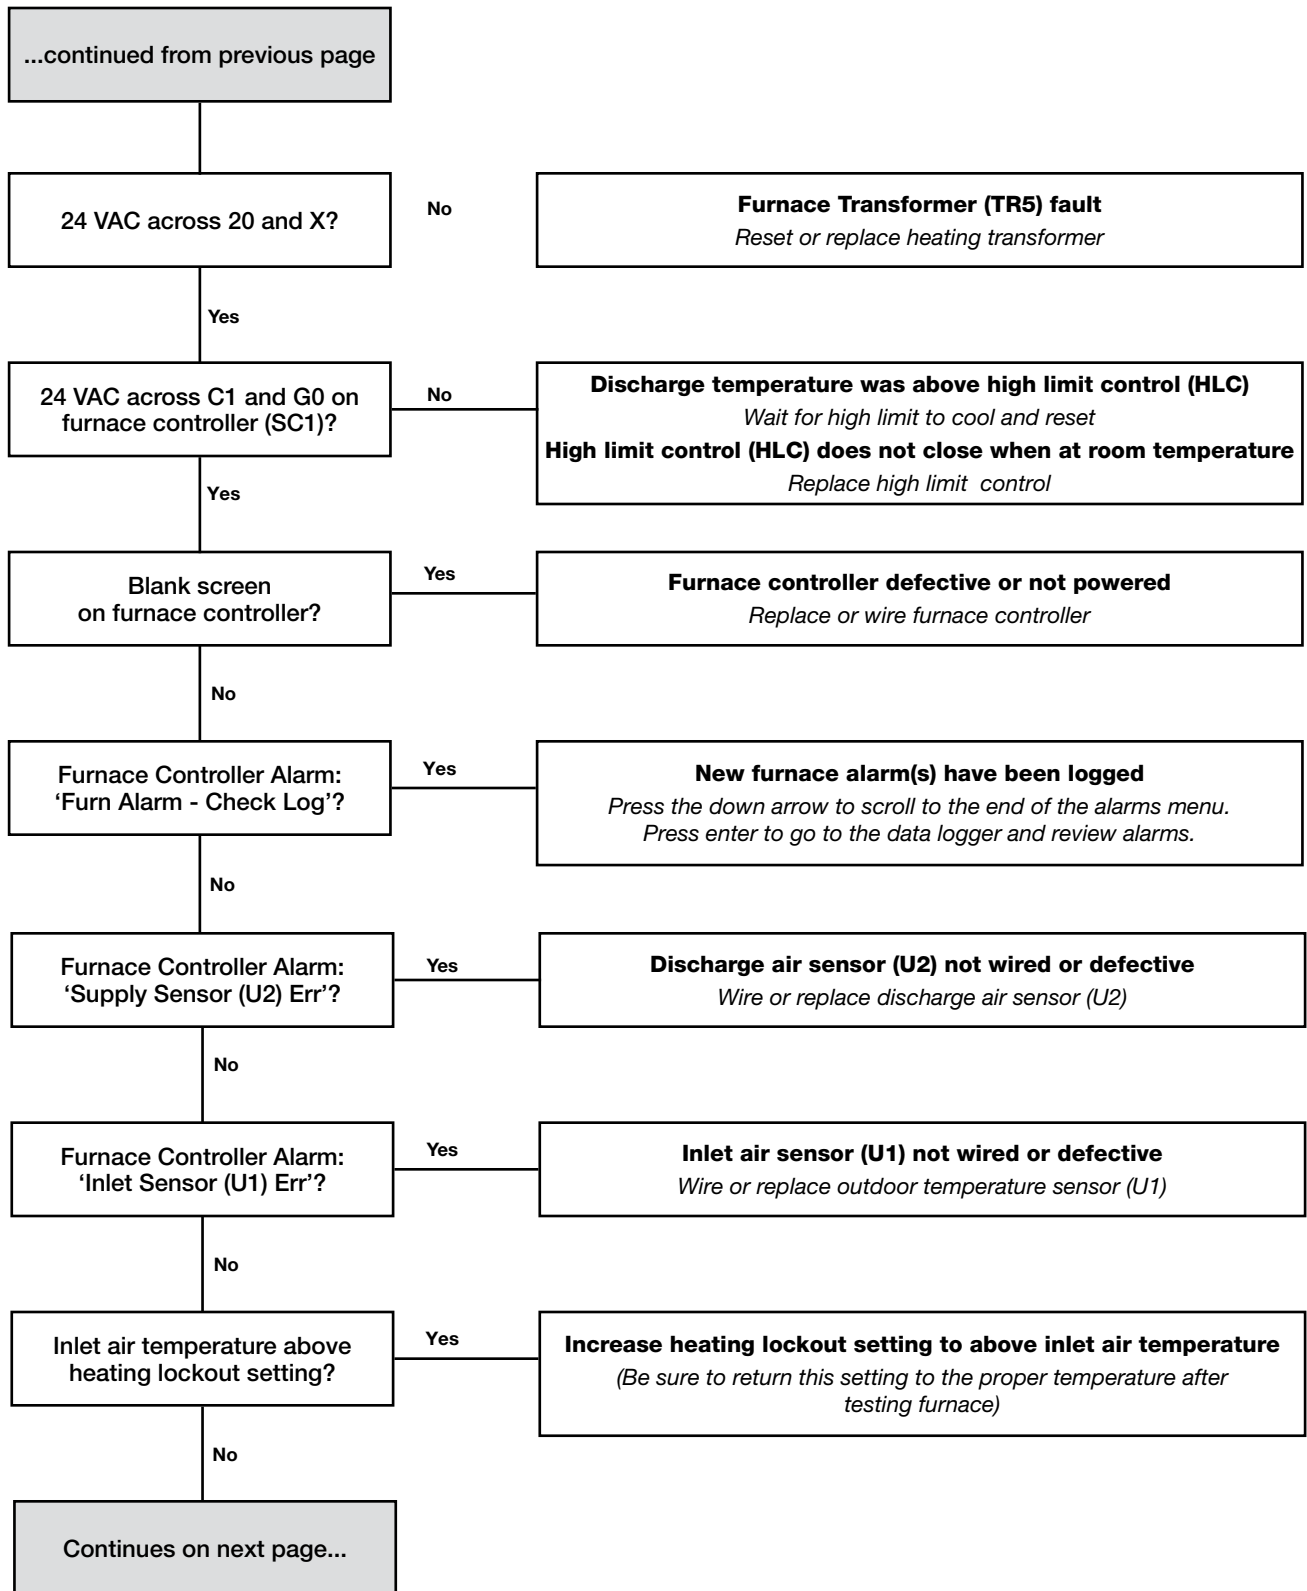 ...continued from previous page
24 VAC across 20 and X?
No
Furnace Transformer (TR5) fault
Reset or replace heating transformer
Yes
24 VAC across C1 and G0 on
furnace controller (SC1)?
No
Discharge temperature was above high limit control (HLC)
Wait for high limit to cool and reset
High limit control (HLC) does not close when at room temperature
Replace high limit control
Yes
Blank screen
on furnace controller?
Yes
Furnace controller defective or not powered
Replace or wire furnace controller
No
Furnace Controller Alarm:
‘Furn Alarm - Check Log’?
Yes
New furnace alarm(s) have been logged
Press the down arrow to scroll to the end of the alarms menu.
Press enter to go to the data logger and review alarms.
No
Furnace Controller Alarm:
‘Supply Sensor (U2) Err’?
Yes
Discharge air sensor (U2) not wired or defective
Wire or replace discharge air sensor (U2)
No
Furnace Controller Alarm:
‘Inlet Sensor (U1) Err’?
Yes
Inlet air sensor (U1) not wired or defective
Wire or replace outdoor temperature sensor (U1)
No
Inlet air temperature above
heating lockout setting?
Yes
Increase heating lockout setting to above inlet air temperature
(Be sure to return this setting to the proper temperature after
testing furnace)
No
Continues on next page...